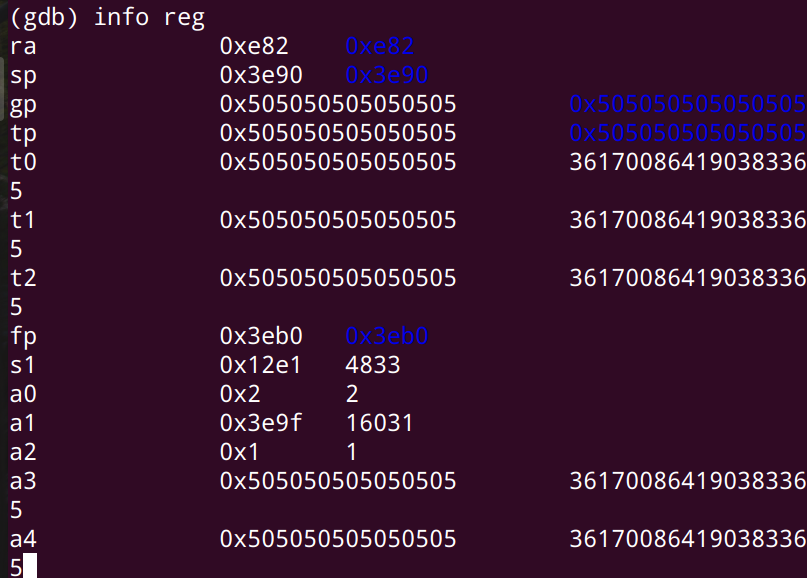 (gdb) info reg
ra 0xe82 0xe82
sp 0x3e90 0x3e90
gp 0x505050505050505 0x505050505050505
tp 0x505050505050505 0x505050505050505
t0 0x505050505050505 36170086419038336
5
t1 0x505050505050505 36170086419038336
5
t2 0x505050505050505 36170086419038336
5
fp 0x3eb0 0x3eb0
s1 0x12e1 4833
a0 0x2 2
a1 0x3e9f 16031
a2 0x1 1
a3 0x505050505050505 36170086419038336
5
a4 0x505050505050505 36170086419038336
5